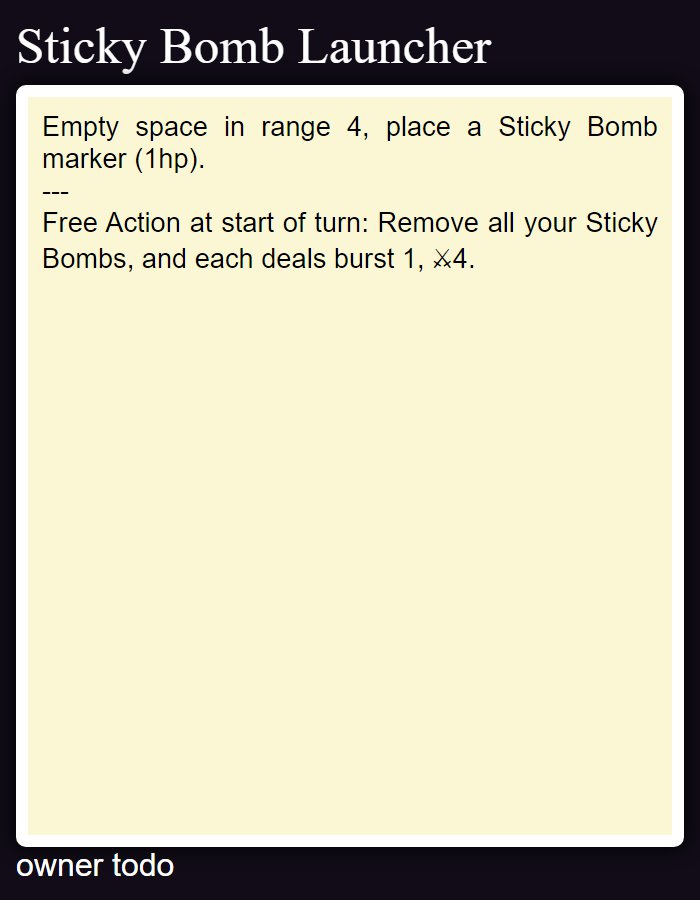 Sticky Bomb Launcher
Empty space in range 4, place a Sticky Bomb
marker (1hp).
---
Free Action at start of turn: Remove all your Sticky
Bombs, and each deals burst 1, ⚔4.
owner todo